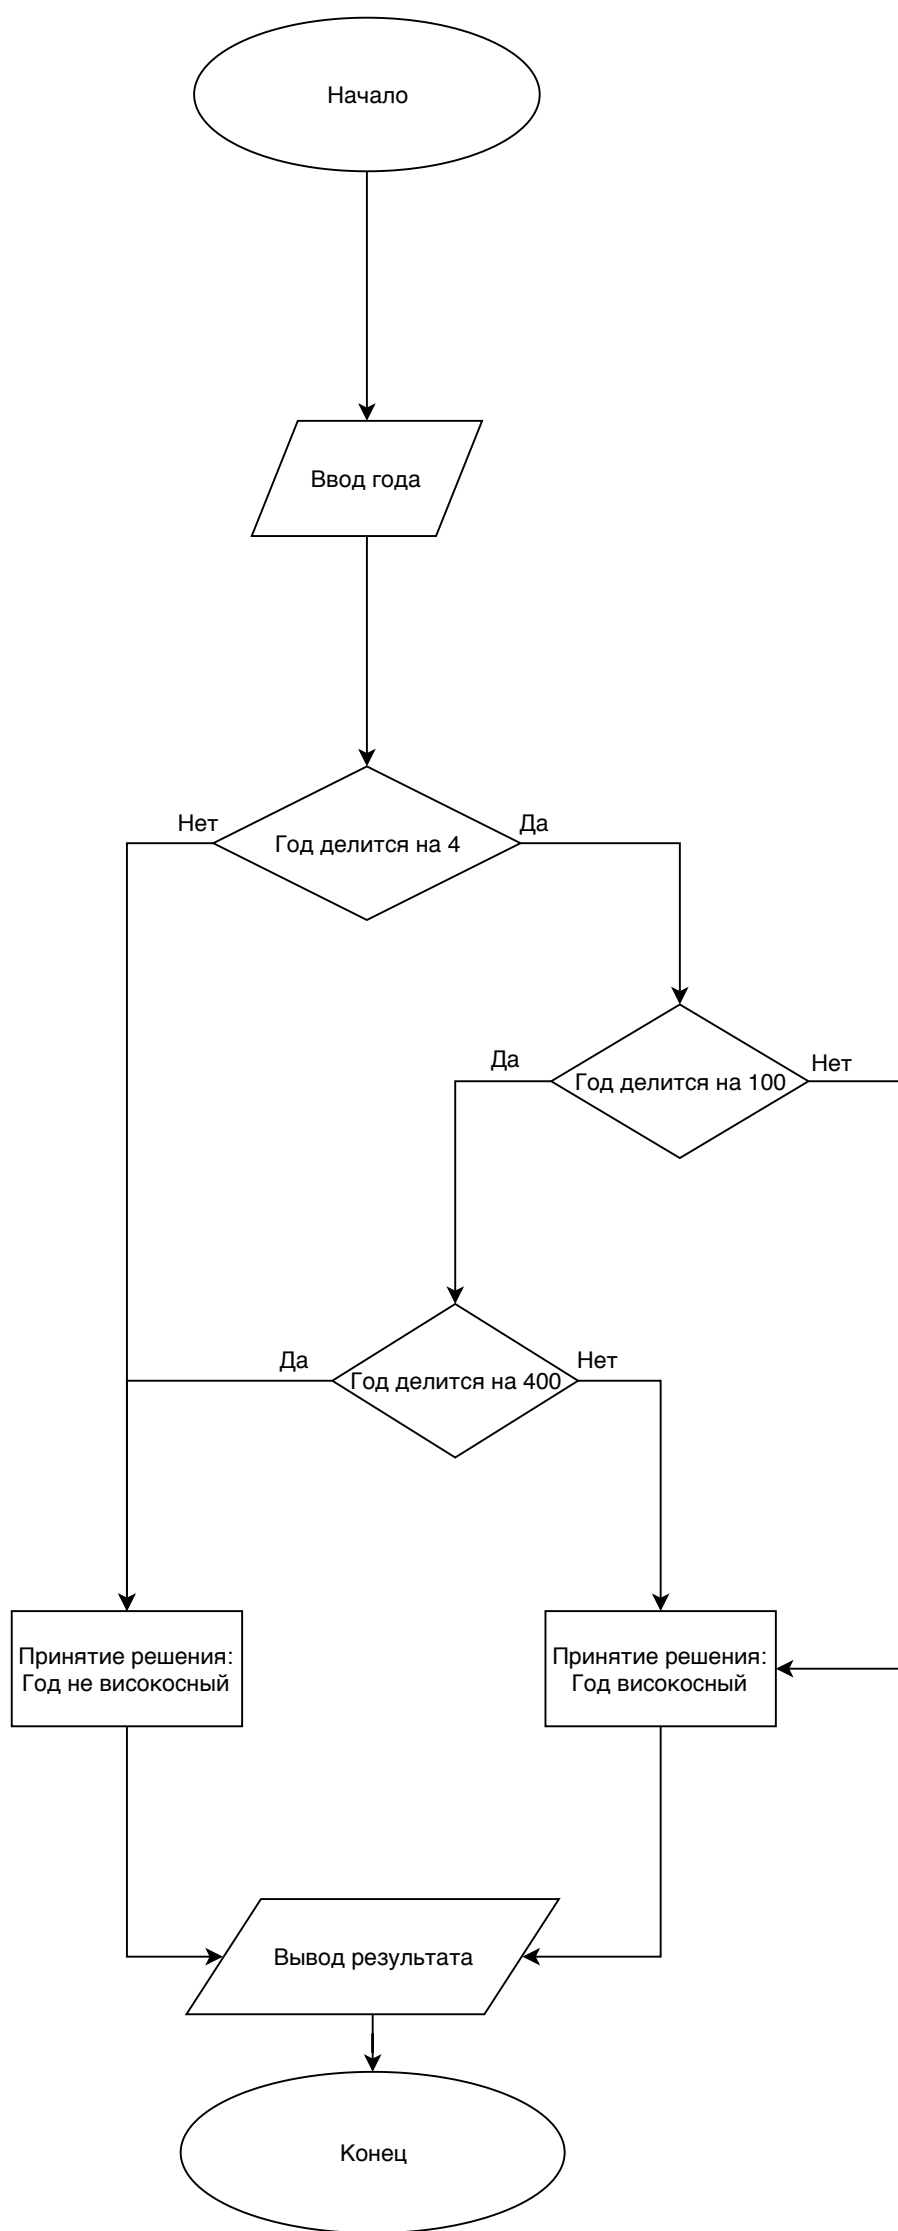 Начало
Ввод года
Нет
Да
Год делится на 4
Да
Нет
Год делится на 100
Да
Нет
Год делится на 400
Принятие решения:
Год не високосный
Принятие решения:
Год високосный
Вывод результата
Конец